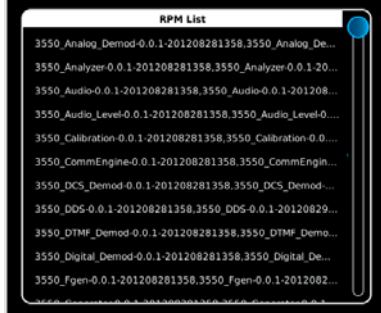 RPM List
3550_Analog_Demod-0.0.1-201208281358,3550_Analog_De...
3550_Analyzer-0.0.1-201208281358,3550_Analyzer-0.0.1-20...
3550_Audio-0.0.1-201208281358,3550_Audio-0.0.1-201208...
3550_Audio_Level-0.0.1-201208281358,3550_Audio_Level-0....
3550_Calibration-0.0.1-201208281358,3550_Calibration-0.0....
3550_CommEngine-0.0.1-201208281358,3550_CommEngin...
3550_DCS_Demod-0.0.1-201208281358,3550_DCS_Demod-...
3550_DDS-0.0.1-201208281358,3550_DDS-0.0.1-20120829...
3550_DTMF_Demod-0.0.1-201208281358,3550_DTMF_Demo...
3550_Digital_Demod-0.0.1-201208281358,3550_Digital_De...
3550_Fgen-0.0.1-201208281358,3550_Fgen-0.0.1-2012082...